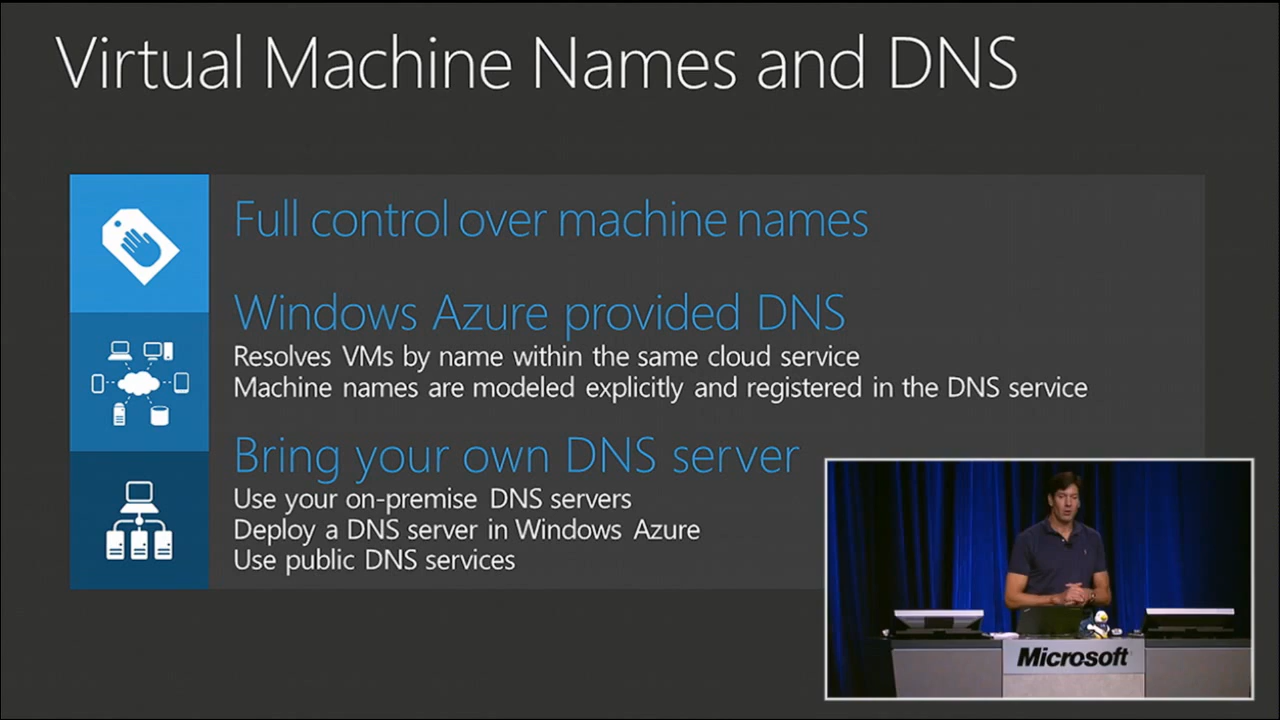 Virtual Machine Names and DNS
Full control over machine names
Windows Azure provided DNS
Resolves VMs by name within the same cloud service
Machine names are modeled explicitly and registered in the DNS service
Bring your own DNS server
Use your on-premise DNS servers
Deploy a DNS server in Windows Azure
Use public DNS services
Microsoft